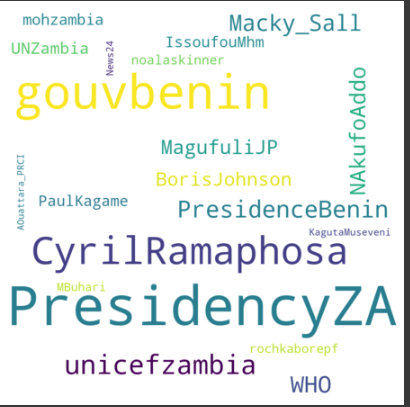 mohzambia
Macky_Sall
UNZambia
News24
IssoufouMhm
noalaskinner
gouvbenin
NAkufoAddo
MagufuliJP
BorisJohnson
AOuattara_PRCI
PaulKagame
PresidenceBenin
KagutaMuseveni
CyrilRamaphosa
MBuhari
PresidencyZA
rochkaborepf
unicefzambia
WHO